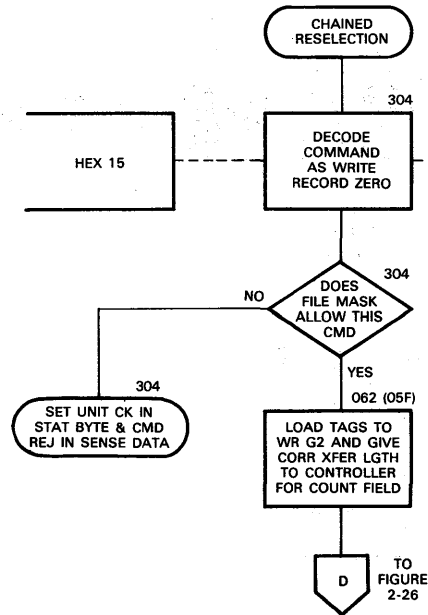 CHAINED
RESELECTION
304
DECODE
COMMAND
AS WRITE
RECORD ZERO
HEX 15
304
DOES
FILE MASK
ALLOW THIS
CMD
NO
YES
304
SET UNIT CK IN
STAT BYTE & CMD
REJ IN SENSE DATA
062 (05F)
LOAD TAGS TO
WR G2 AND GIVE
CORR XFER LGTH
TO CONTROLLER
FOR COUNT FIELD
D
TO
FIGURE
2-26